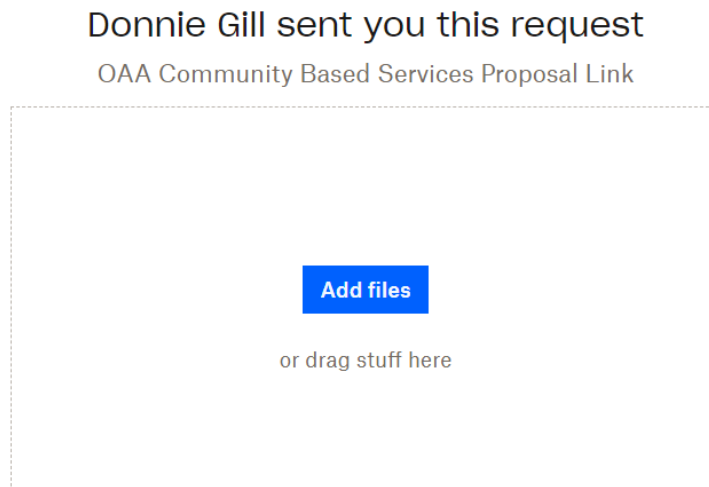 Donnie Gill sent you this request
OAA Community Based Services Proposal Link
Add files
or drag stuff here